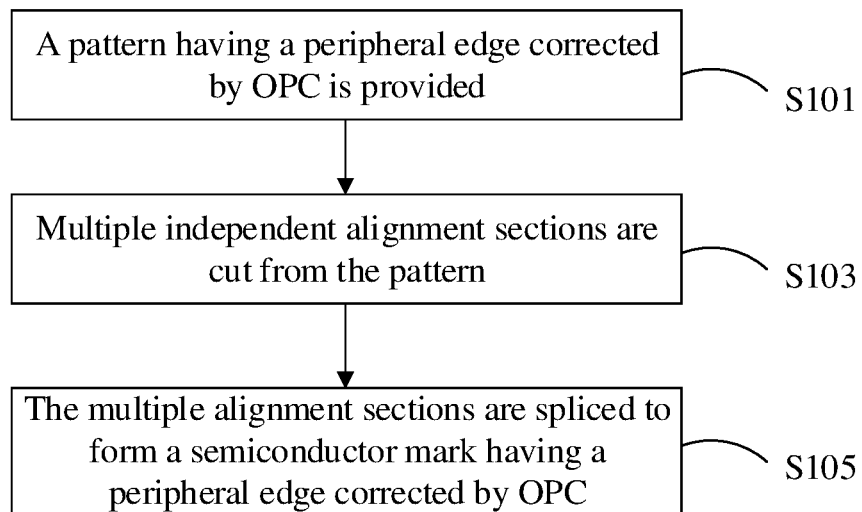 A pattern having a peripheral edge corrected
by OPC is provided
S101
Multiple independent alignment sections are
cut from the pattern
S103
The multiple alignment sections are spliced to
form a semiconductor mark having a
peripheral edge corrected by OPC
S105